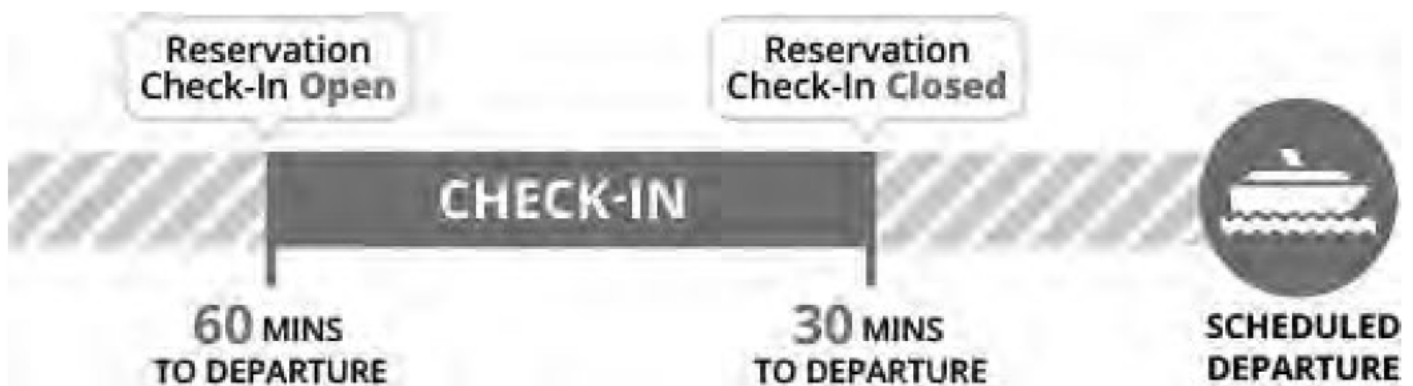 Reservation
Check-In Open
Reservation
Check-In Closed
CHECK-IN
60 MINS
TO DEPARTURE
30 MINS
TO DEPARTURE
SCHEDULED
DEPARTURE